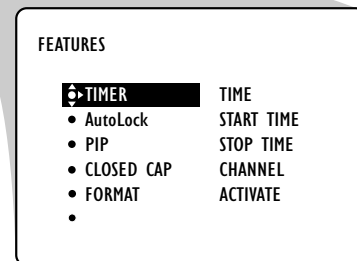 FEATURES
TIMER TIME
AutoLock START TIME
PIP STOP TIME
CLOSED CAP CHANNEL
FORMAT ACTIVATE